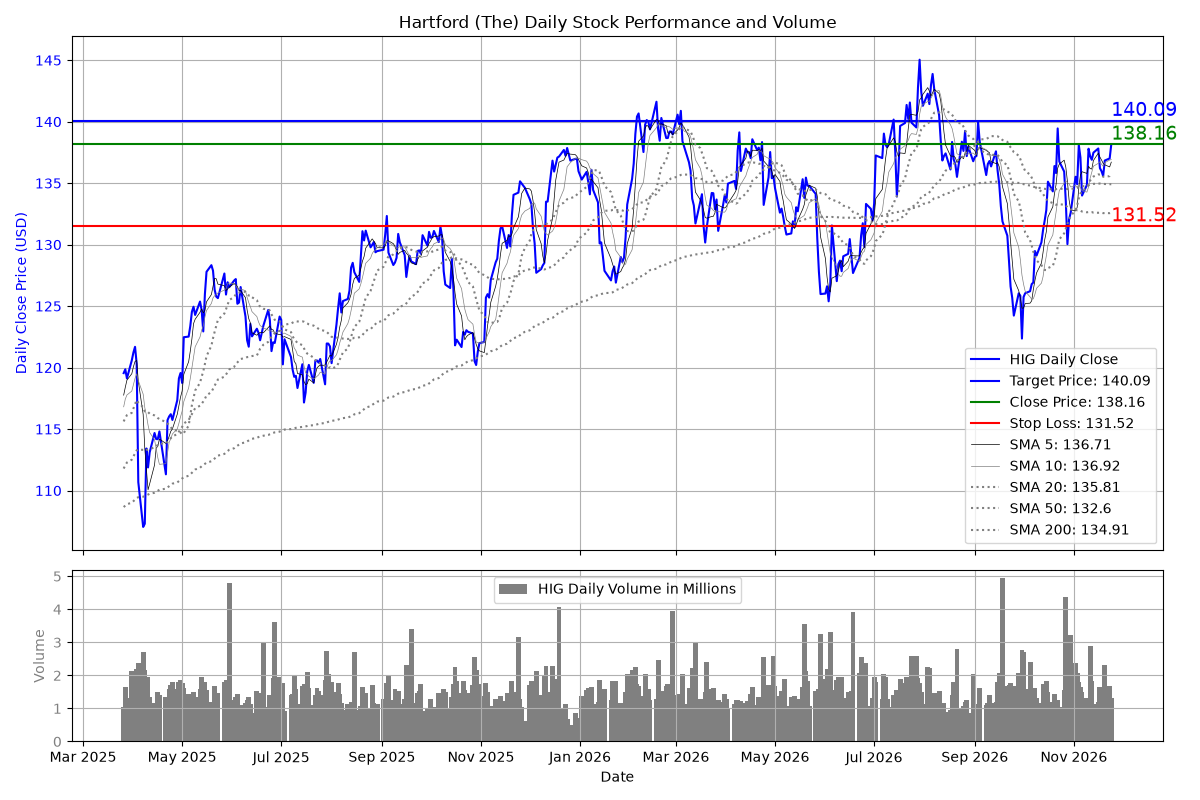 Hartford (The) Daily Stock Performance and Volume
145
140
135
130
125
120
115
110
Daily Close Price (USD)
140.09
138.16
131.52
HIG Daily Close
Target Price: 140.09
Close Price: 138.16
Stop Loss: 131.52
SMA 5: 136.71
SMA 10: 136.92
SMA 20: 135.81
SMA 50: 132.6
SMA 200: 134.91
5
4
3
2
1
0
Volume
HIG Daily Volume in Millions
Mar 2025 May 2025 Jul 2025 Sep 2025 Nov 2025 Jan 2026 Mar 2026 May 2026 Jul 2026 Sep 2026 Nov 2026
Date